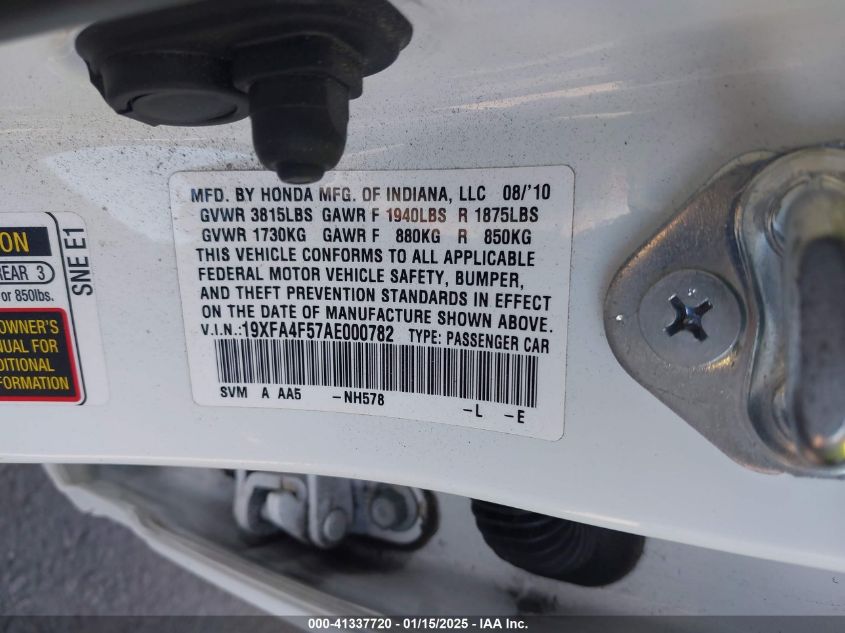 MFD. BY HONDA MFG. OF INDIANA, LLC 08/'10
GVWR 3815LBS GAWR F 1940LBS R 1875LBS
GVWR 1730KG GAWR F 880KG R 850KG
THIS VEHICLE CONFORMS TO ALL APPLICABLE
FEDERAL MOTOR VEHICLE SAFETY, BUMPER,
AND THEFT PREVENTION STANDARDS IN EFFECT
ON THE DATE OF MANUFACTURE SHOWN ABOVE.
V.I.N.:19XFA4F57AE000782 TYPE: PASSENGER CAR
SVM A AA5 -NH578 -L -E
ON
REAR 3
or 850lbs.
OWNER'S
NUAL FOR
DITIONAL
FORMATION
SNE E1
000-41337720 — 01/15/2025 - IAA Inc.